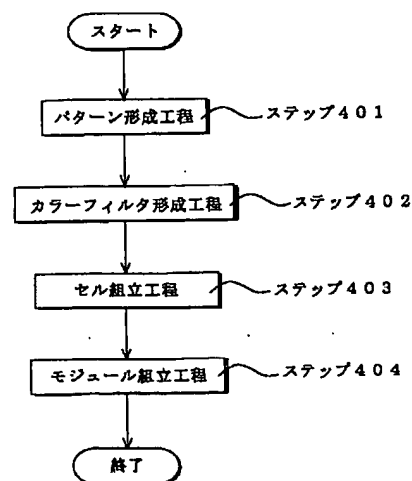 スタート
パターン形成工程 ステップ401
カラーフィルタ形成工程 ステップ402
セル組立工程 ステップ403
モジュール組立工程 ステップ404
終了